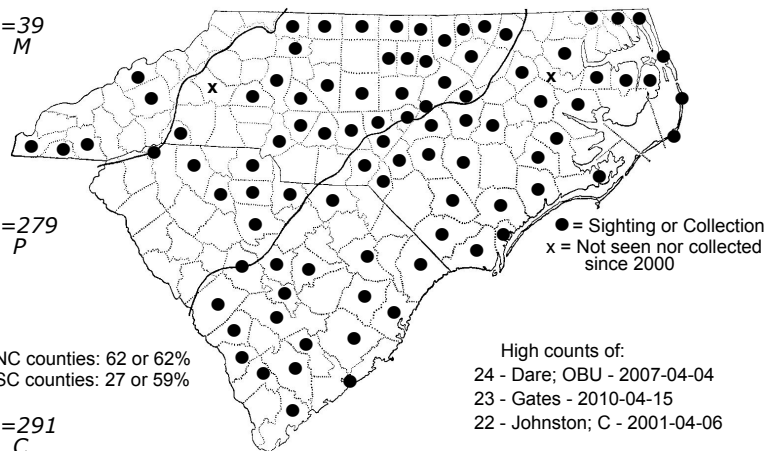 =39
M
=279
P
● = Sighting or Collection
x = Not seen nor collected
since 2000
NC counties: 62 or 62%
SC counties: 27 or 59%
High counts of:
24 - Dare; OBU - 2007-04-04
23 - Gates - 2010-04-15
22 - Johnston; C - 2001-04-06
=291
C
x
x